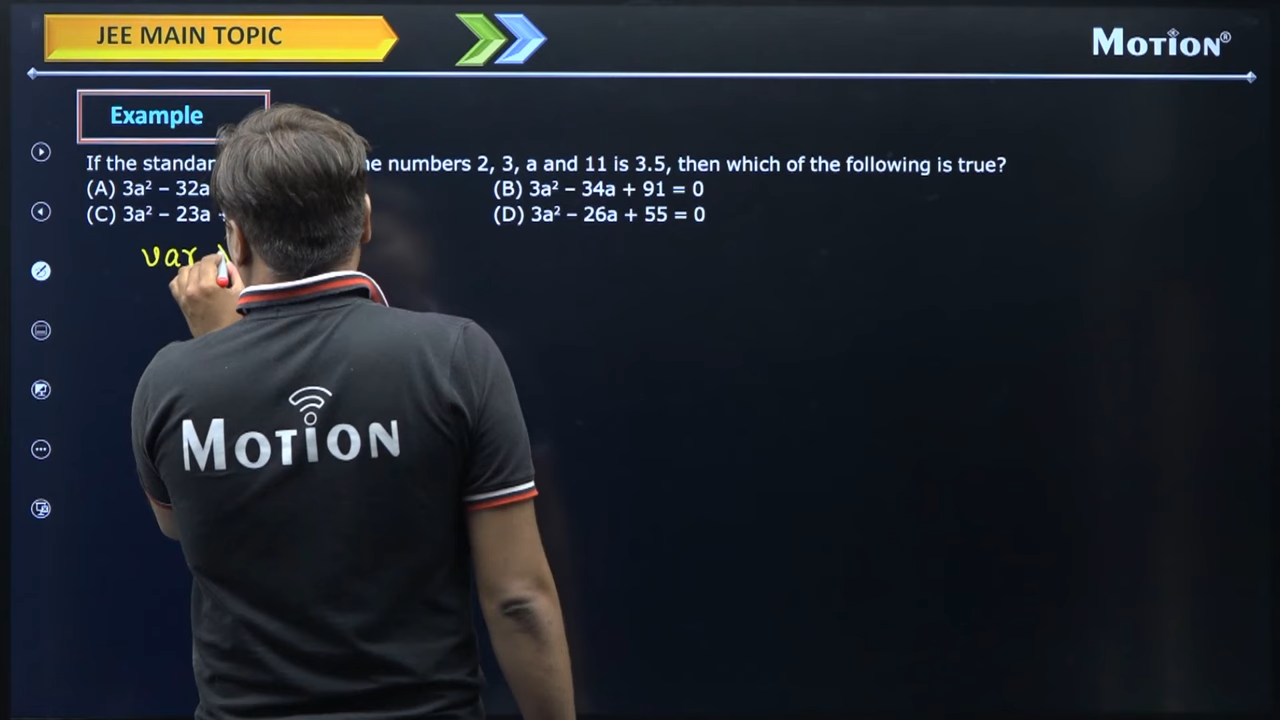 JEE MAIN TOPIC
MOTION®
Example
If the standar ne numbers 2, 3, a and 11 is 3.5, then which of the following is true?
(A) 3a² – 32a (B) 3a² – 34a + 91 = 0
(C) 3a² – 23a (D) 3a² – 26a + 55 = 0
var
MOTION